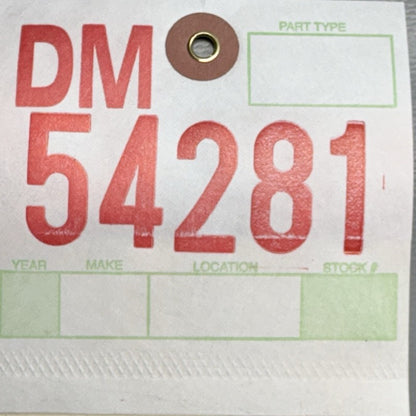 DM
PART TYPE
54281
YEAR MAKE LOCATION STOCK #